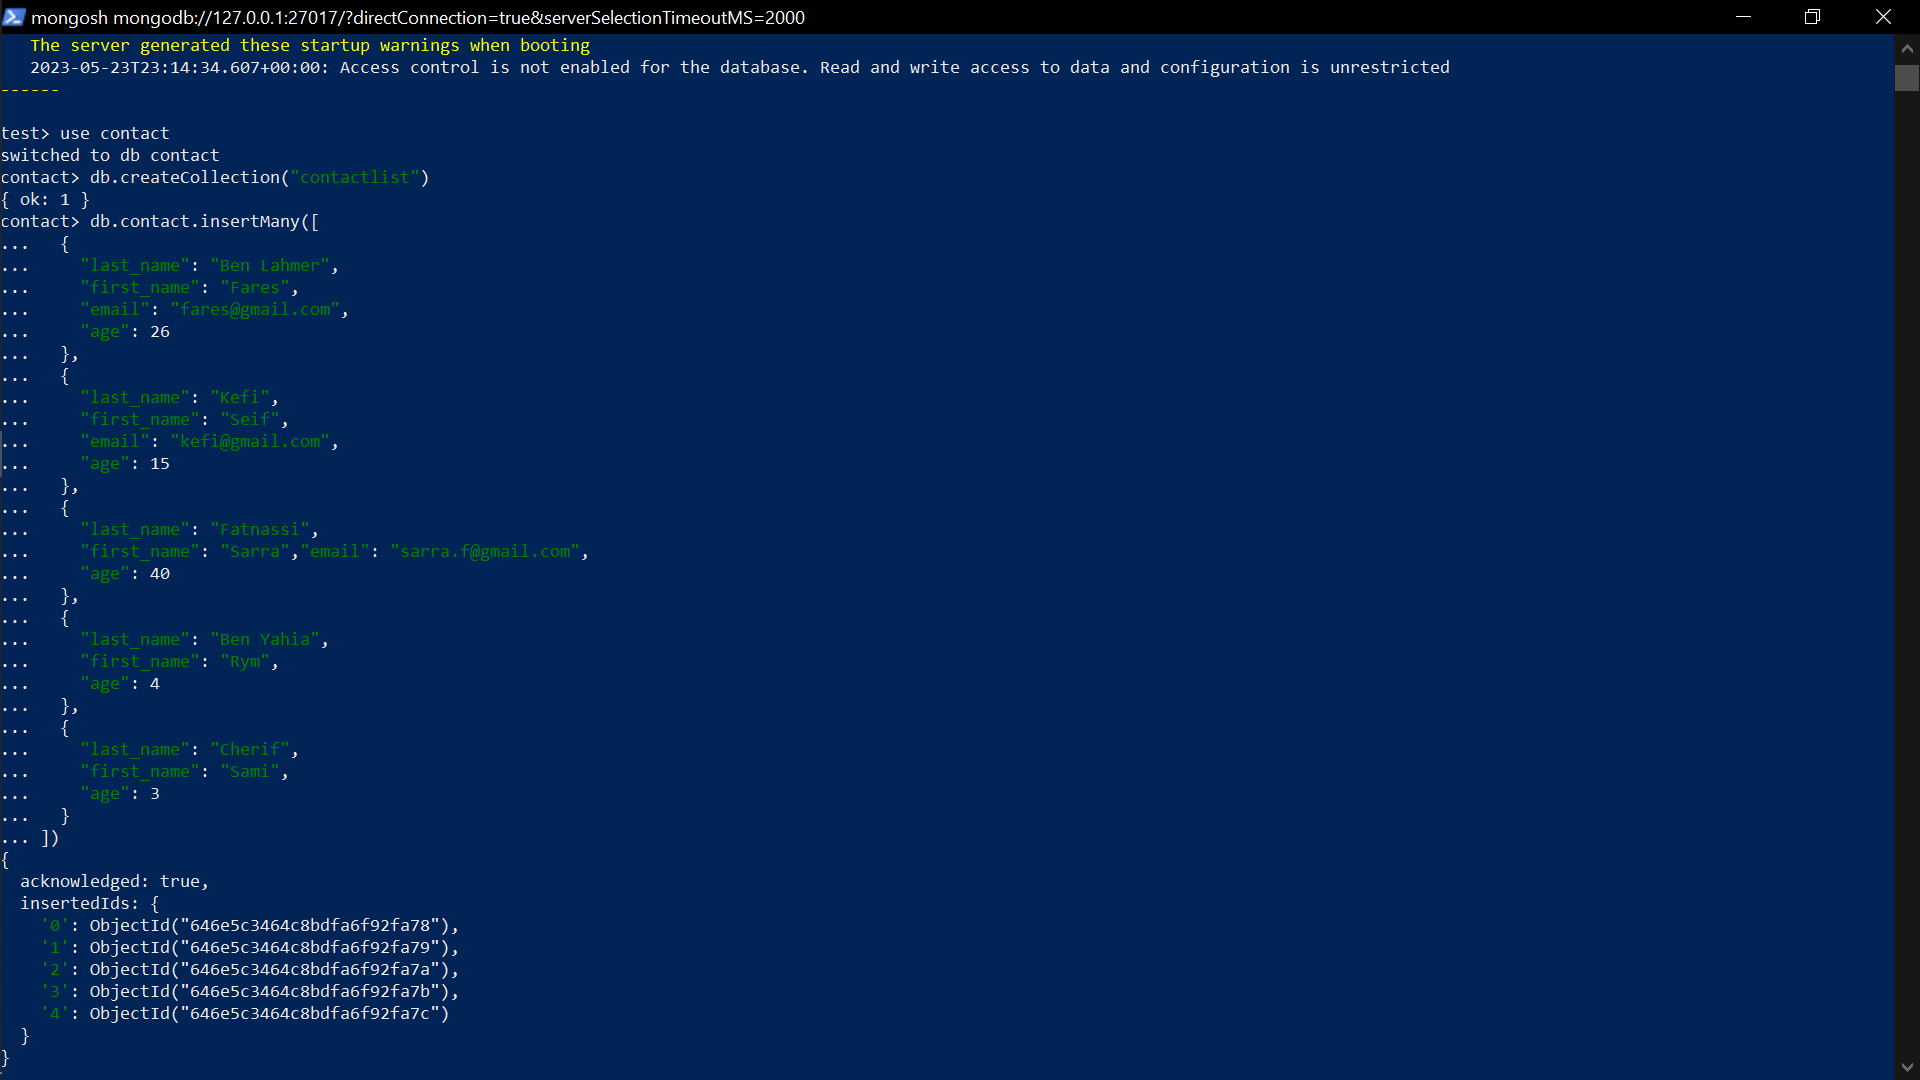 mongosh mongodb://127.0.0.1:27017/?directConnection=true&serverSelectionTimeoutMS=2000
   The server generated these startup warnings when booting
   2023-05-23T23:14:34.607+00:00: Access control is not enabled for the database. Read and write access to data and configuration is unrestricted
------
test> use contact
switched to db contact
contact> db.createCollection("contactlist")
{ ok: 1 }
contact> db.contact.insertMany([
...   {
...     "last_name": "Ben Lahmer",
...     "first_name": "Fares",
...     "email": "fares@gmail.com",
...     "age": 26
...   },
...   {
...     "last_name": "Kefi",
...     "first_name": "Seif",
...     "email": "kefi@gmail.com",
...     "age": 15
...   },
...   {
...     "last_name": "Fatnassi",
...     "first_name": "Sarra","email": "sarra.f@gmail.com",
...     "age": 40
...   },
...   {
...     "last_name": "Ben Yahia",
...     "first_name": "Rym",
...     "age": 4
...   },
...   {
...     "last_name": "Cherif",
...     "first_name": "Sami",
...     "age": 3
...   }
... ])
{
  acknowledged: true,
  insertedIds: {
    '0': ObjectId("646e5c3464c8bdfa6f92fa78"),
    '1': ObjectId("646e5c3464c8bdfa6f92fa79"),
    '2': ObjectId("646e5c3464c8bdfa6f92fa7a"),
    '3': ObjectId("646e5c3464c8bdfa6f92fa7b"),
    '4': ObjectId("646e5c3464c8bdfa6f92fa7c")
  }
}